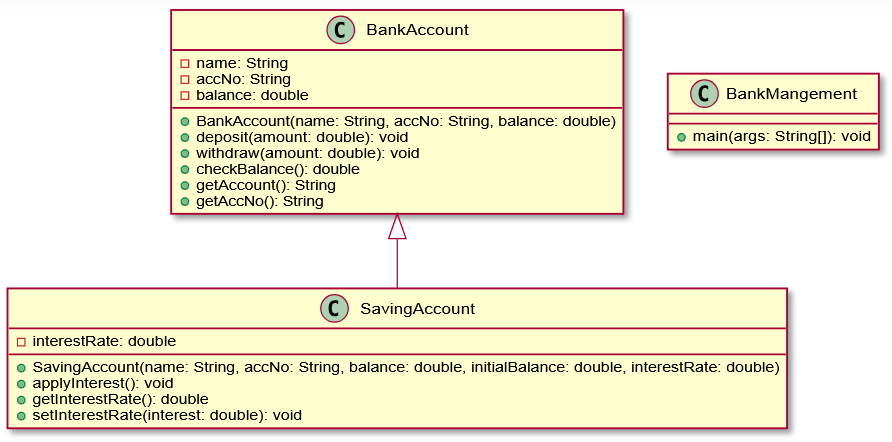 C BankAccount
name: String
accNo: String
balance: double
BankAccount(name: String, accNo: String, balance: double)
deposit(amount: double): void
withdraw(amount: double): void
checkBalance(): double
getAccount(): String
getAccNo(): String
C BankMangement
main(args: String[]): void
C SavingAccount
interestRate: double
SavingAccount(name: String, accNo: String, balance: double, initialBalance: double, interestRate: double)
applyInterest(): void
getInterestRate(): double
setInterestRate(interest: double): void